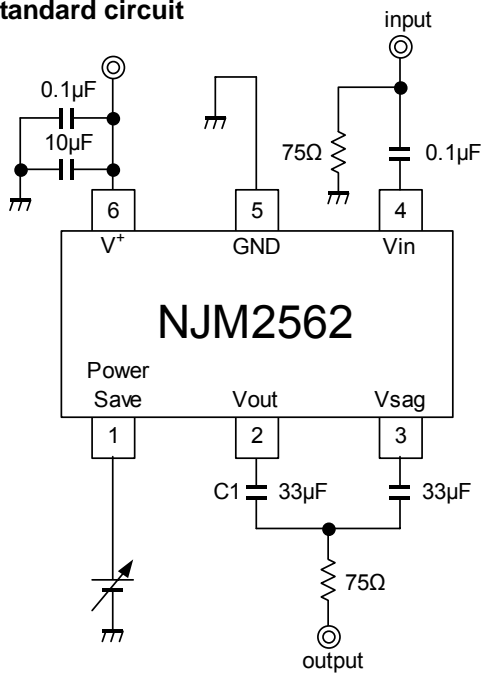 tandard circuit
input
0.1µF
10µF
75Ω
0.1µF
6
5
4
V+
GND
Vin
NJM2562
Power
Save
Vout
Vsag
1
2
3
C1
33µF
33µF
75Ω
output